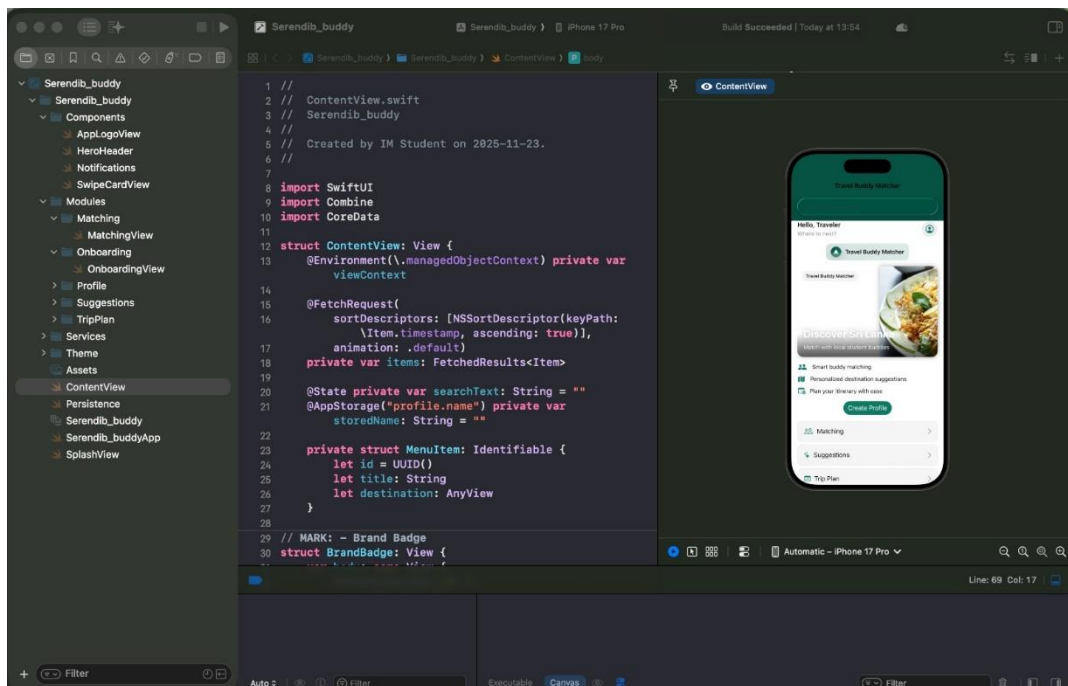 Serendib_buddy
Serendib_buddy
iPhone 17 Pro
Build Succeeded | Today at 13:54
Serendib_buddy
Serendib_buddy
ContentView
body
Serendib_buddy
Serendib_buddy
Components
AppLogoView
HeroHeader
Notifications
SwipeCardView
Modules
Matching
MatchingView
Onboarding
OnboardingView
Profile
Suggestions
TripPlan
Services
Theme
Assets
ContentView
Persistence
Serendib_buddy
Serendib_buddyApp
SplashView
Filter
1 //
2 // ContentView.swift
3 // Serendib_buddy
4 //
5 // Created by IM Student on 2025-11-23.
6 //
7
8 import SwiftUI
9 import Combine
10 import CoreData
11
12 struct ContentView: View {
13 @Environment(\.managedObjectContext) private var
viewContext
14
15 @FetchRequest(
16 sortDescriptors: [NSSortDescriptor(keyPath:
\Item.timestamp, ascending: true)],
17 animation: .default)
18 private var items: FetchedResults<Item>
19
20 @State private var searchText: String = ""
21 @AppStorage("profile.name") private var
storedName: String = ""
22
23 private struct MenuItem: Identifiable {
24 let id = UUID()
25 let title: String
26 let destination: AnyView
27 }
28
29 // MARK: - Brand Badge
30 struct BrandBadge: View {
ContentView
Travel Buddy Matcher
Hello, Traveler
Where to next?
Travel Buddy Matcher
Travel Buddy Matcher
Discover Sri Lanka
Match with local student buddies
Smart buddy matching
Personalized destination suggestions
Plan your itinerary with ease
Create Profile
Matching
Suggestions
Trip Plan
Automatic – iPhone 17 Pro
Line: 69 Col: 17
Auto
Filter
Executable
Canvas
Filter